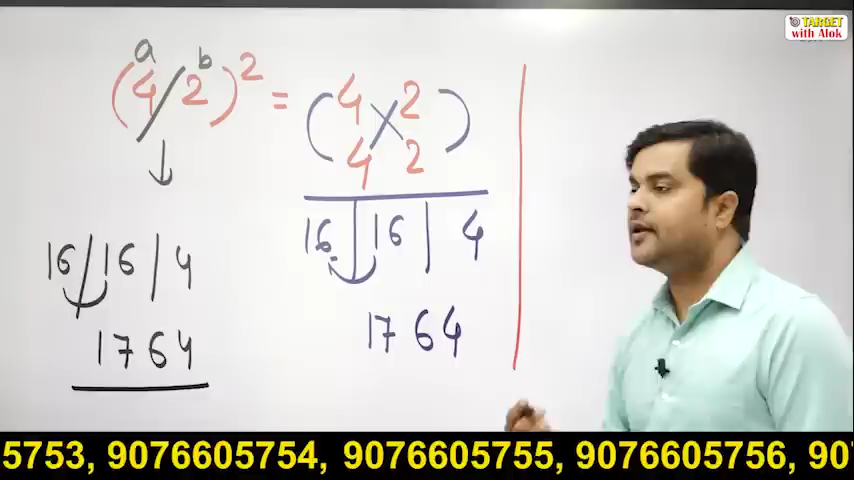 TARGET
with Alok
a b
(4/2)² = (4 × 2
4 2)
16 | 16 | 4
1764
16 / 16 | 4
1764
5753, 9076605754, 9076605755, 9076605756, 907